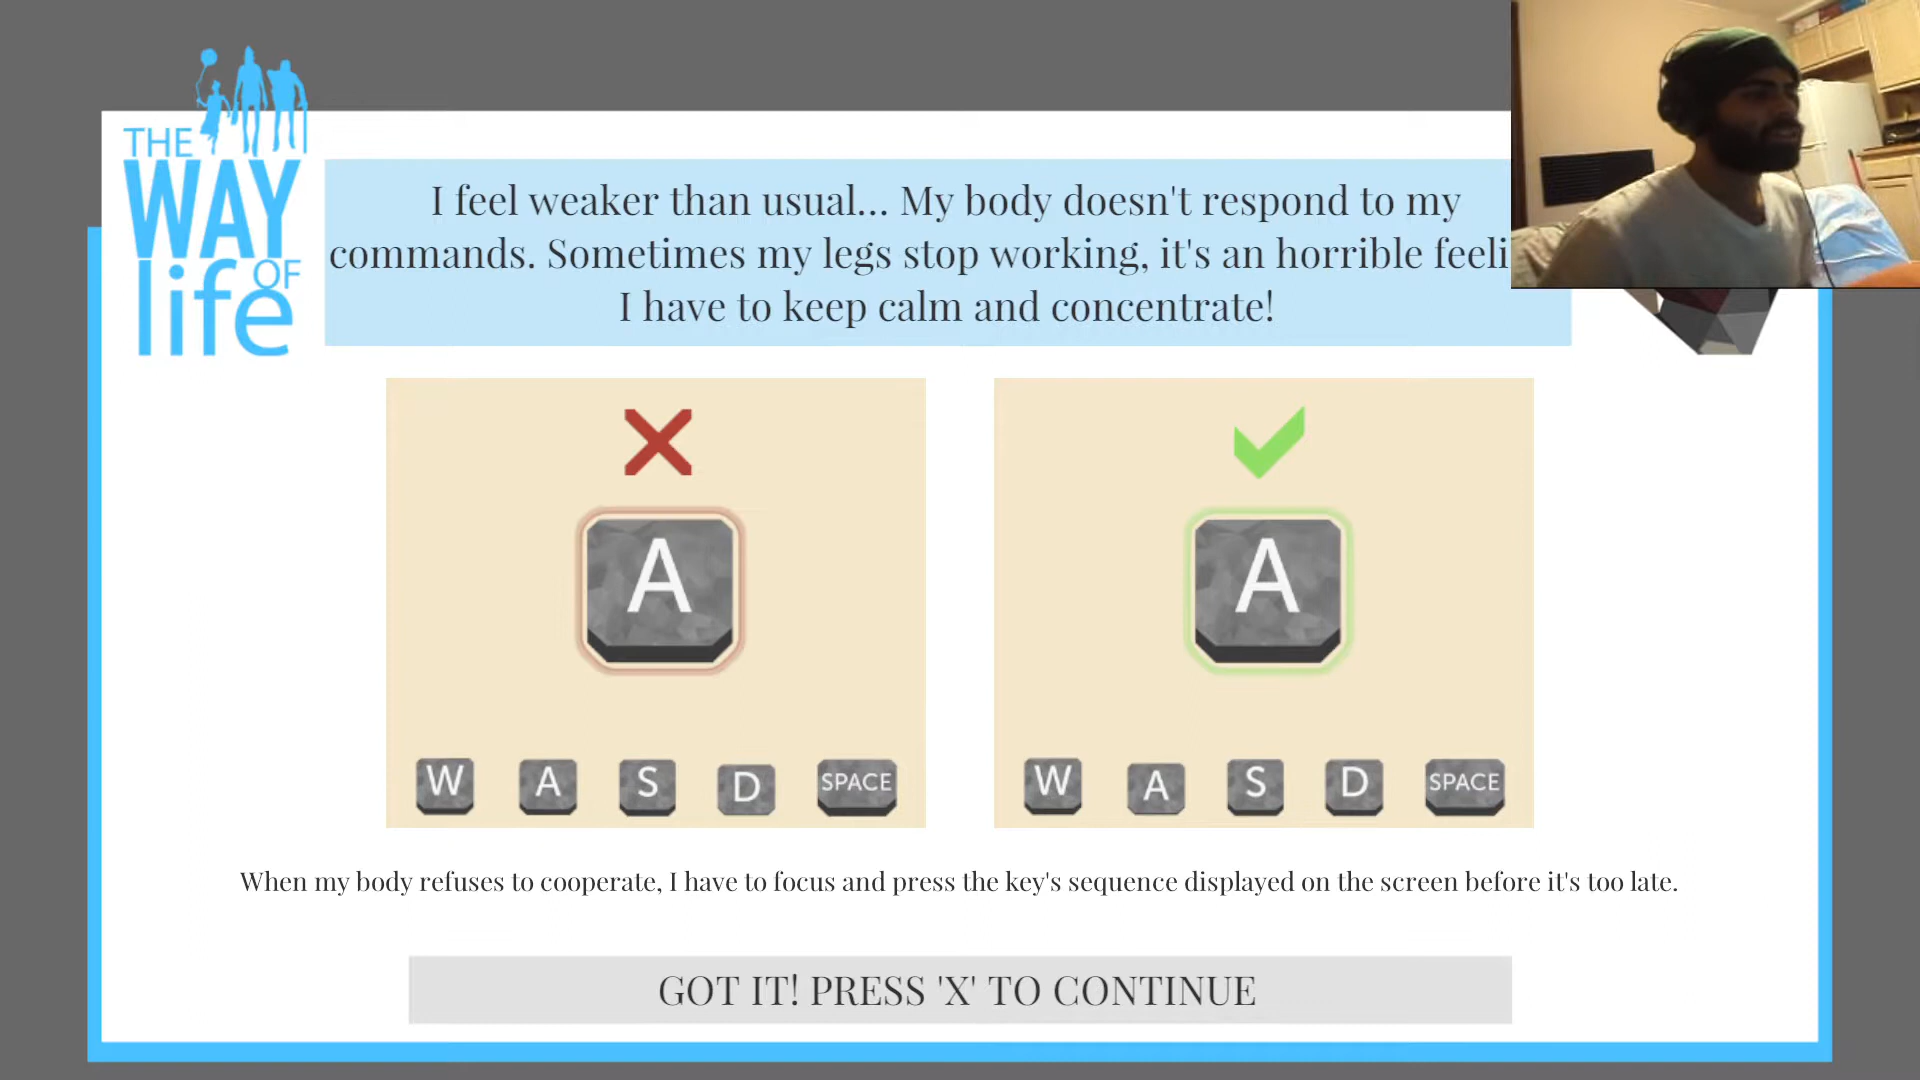 THE
WAY
OF
life
I feel weaker than usual... My body doesn't respond to my
commands. Sometimes my legs stop working, it's an horrible feeli
I have to keep calm and concentrate!
A
A
W A S D SPACE
W A S D SPACE
When my body refuses to cooperate, I have to focus and press the key's sequence displayed on the screen before it's too late.
GOT IT! PRESS 'X' TO CONTINUE